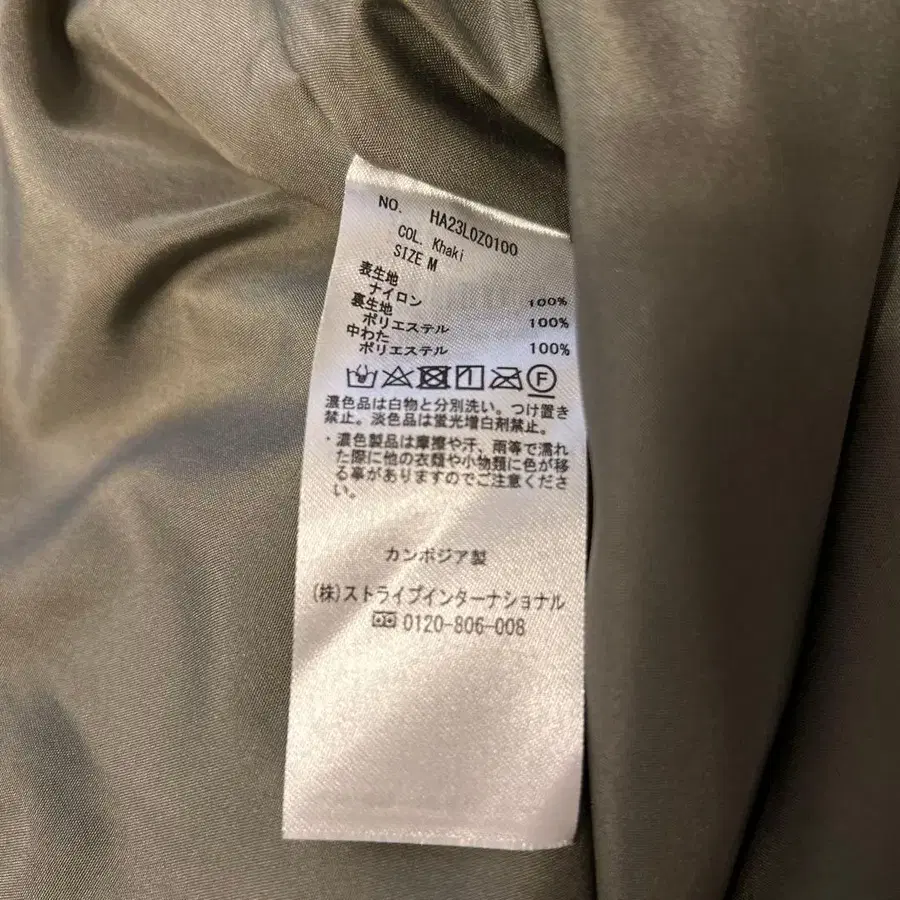 NO. HA23L0Z0100
COL. Khaki
SIZE M
表生地
ナイロン 100%
裏生地
ポリエステル 100%
中わた
ポリエステル 100%
F
濃色品は白物と分別洗い。つけ置き
禁止。淡色品は蛍光増白剤禁止。
・濃色製品は摩擦や汗、雨等で濡れ
た際に他の衣類や小物類に色が移
る事がありますのでご注意くださ
い。
カンボジア製
(株)ストライプインターナショナル
0120-806-008